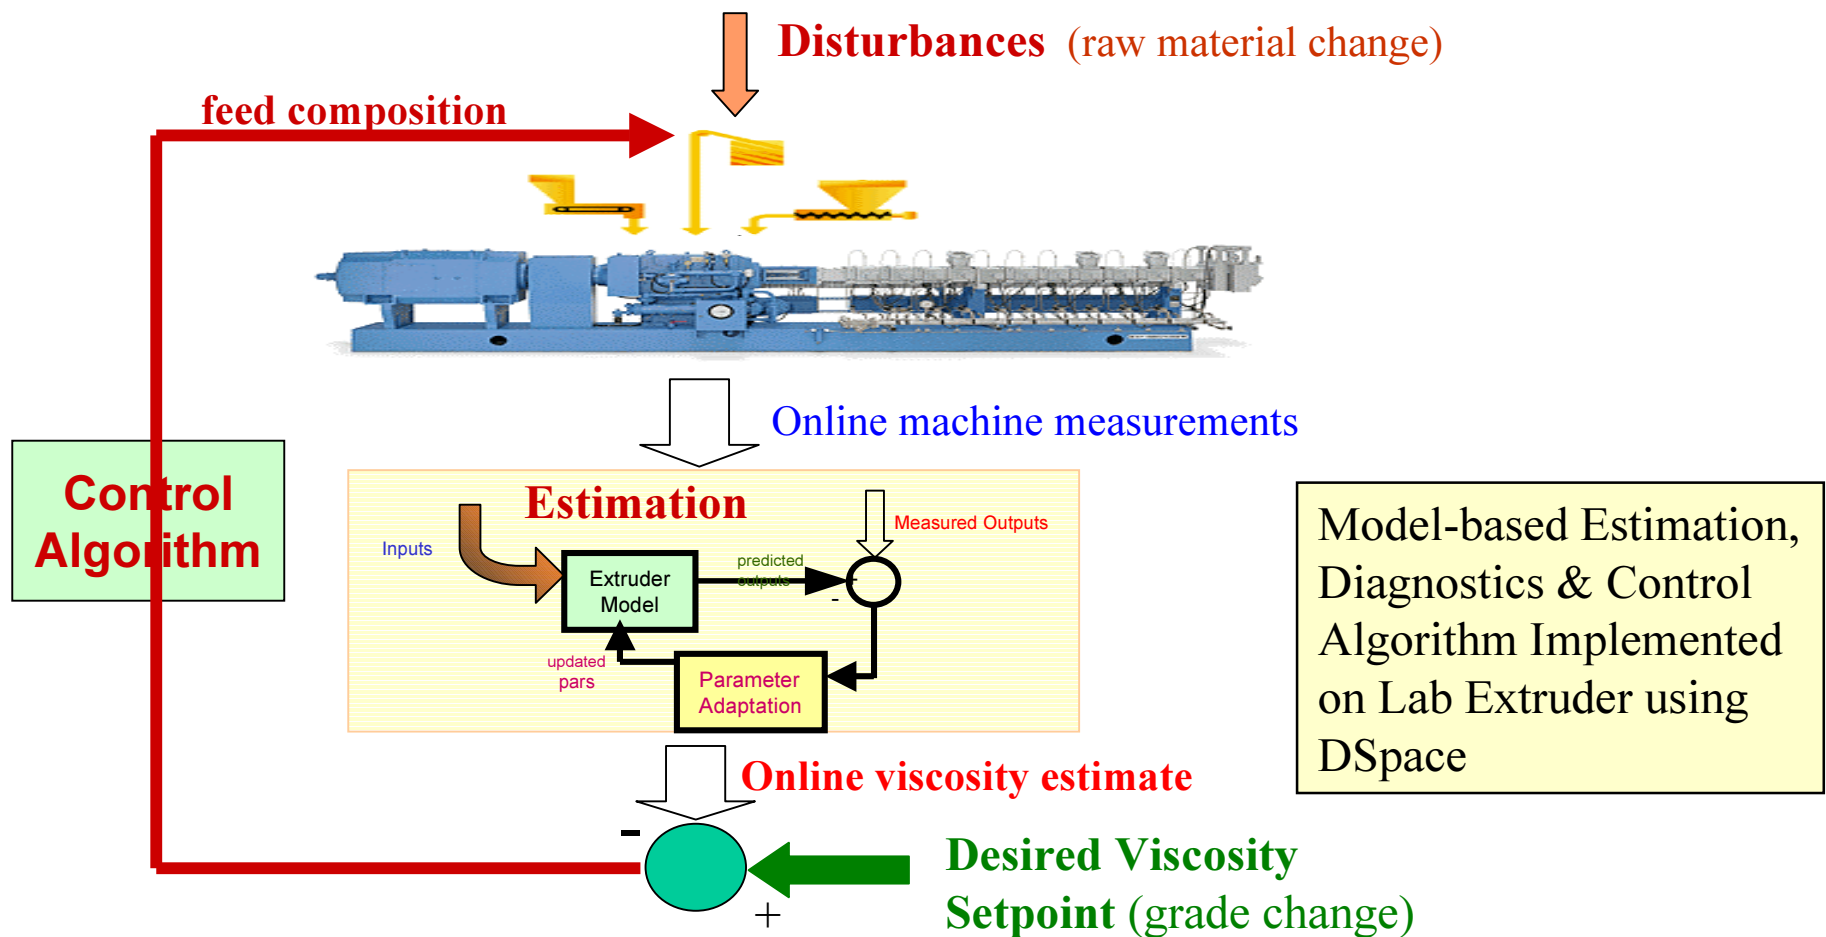 Disturbances (raw material change)
feed composition
Online machine measurements
Control
Algorithm
Estimation
Inputs
Measured Outputs
predicted
outputs
Extruder
Model
+
-
updated
pars
Parameter
Adaptation
Model-based Estimation,
Diagnostics & Control
Algorithm Implemented
on Lab Extruder using
DSpace
Online viscosity estimate
-
+
Desired Viscosity
Setpoint (grade change)